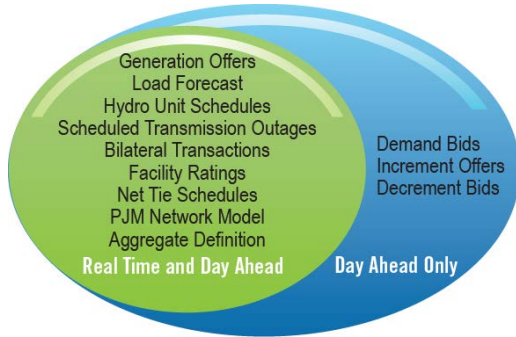 Generation Offers
Load Forecast
Hydro Unit Schedules
Scheduled Transmission Outages
Bilateral Transactions
Facility Ratings
Net Tie Schedules
PJM Network Model
Aggregate Definition
Real Time and Day Ahead
Demand Bids
Increment Offers
Decrement Bids
Day Ahead Only